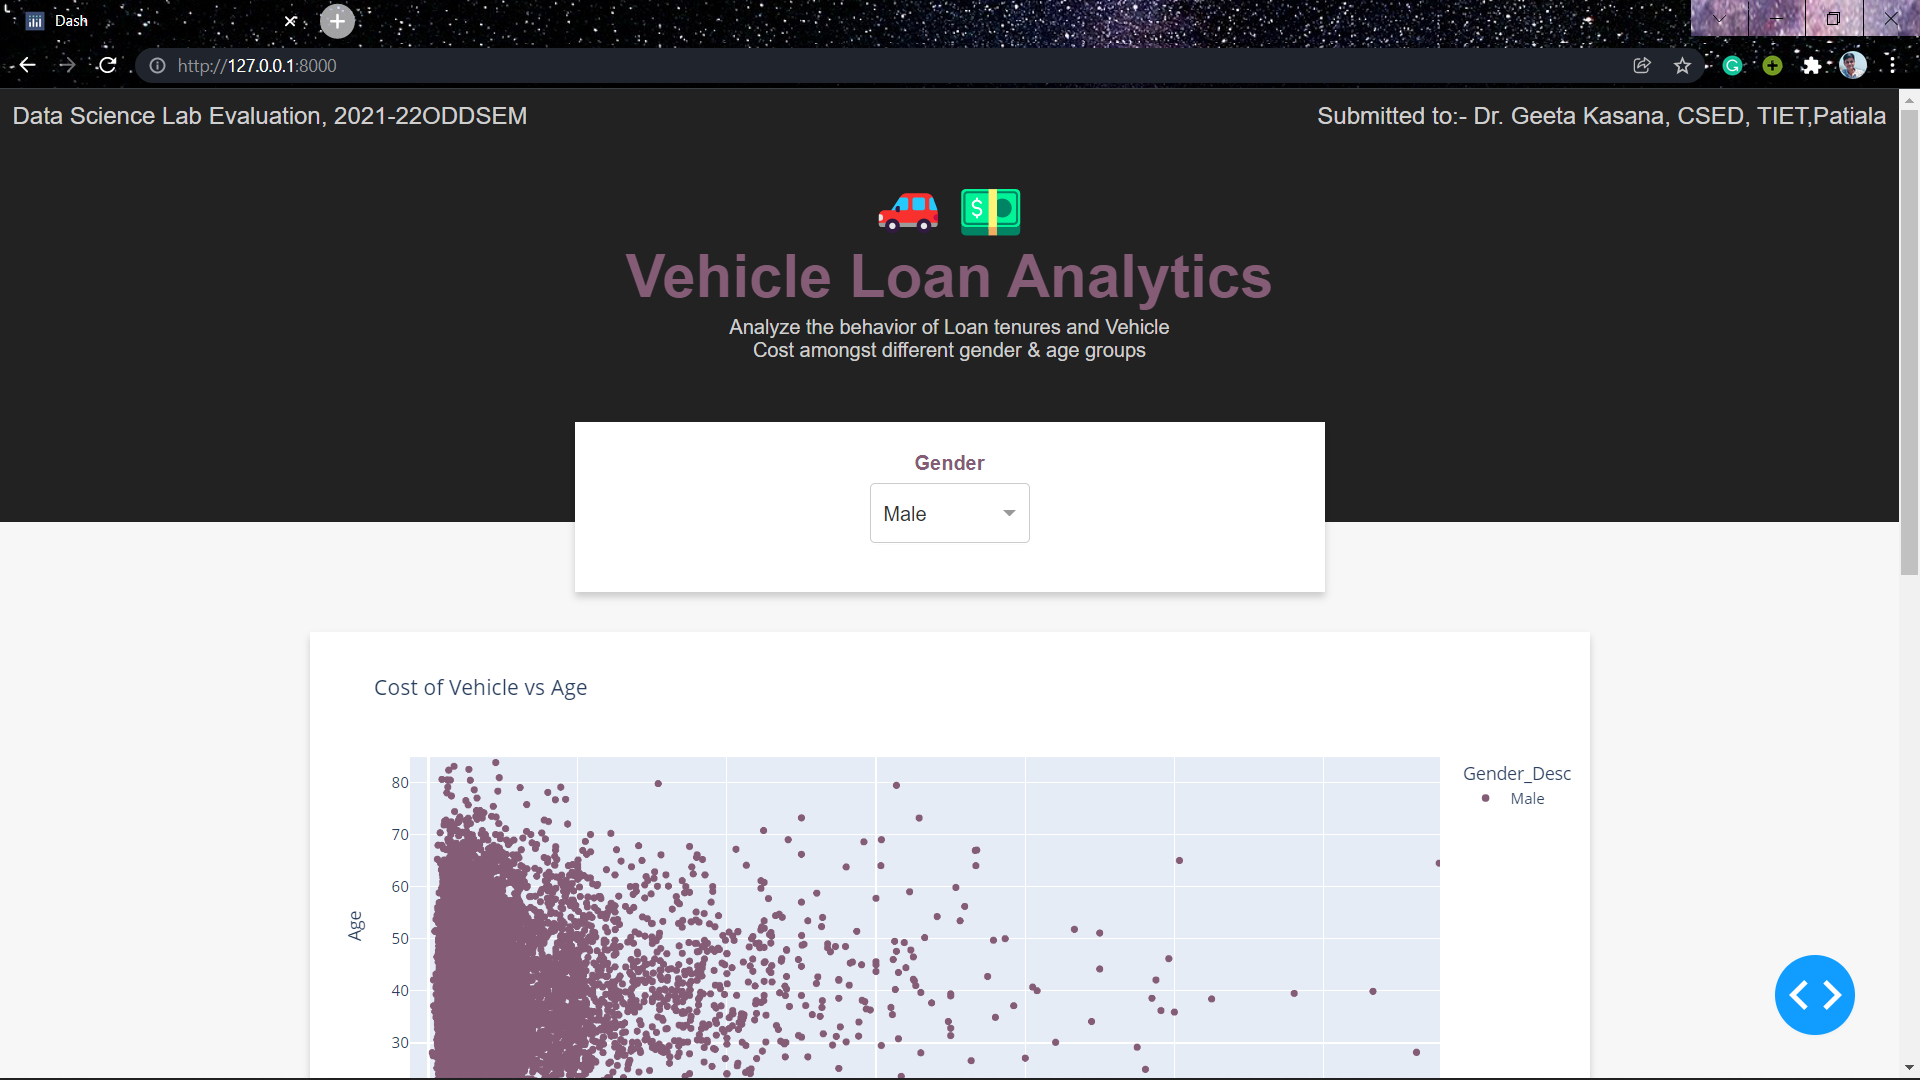 Dash
http://127.0.0.1:8000
Data Science Lab Evaluation, 2021-22ODDSEM
Submitted to:- Dr. Geeta Kasana, CSED, TIET,Patiala
Vehicle Loan Analytics
Analyze the behavior of Loan tenures and Vehicle
Cost amongst different gender & age groups
Gender
Male
Cost of Vehicle vs Age
Gender_Desc
Male
Age
80
70
60
50
40
30